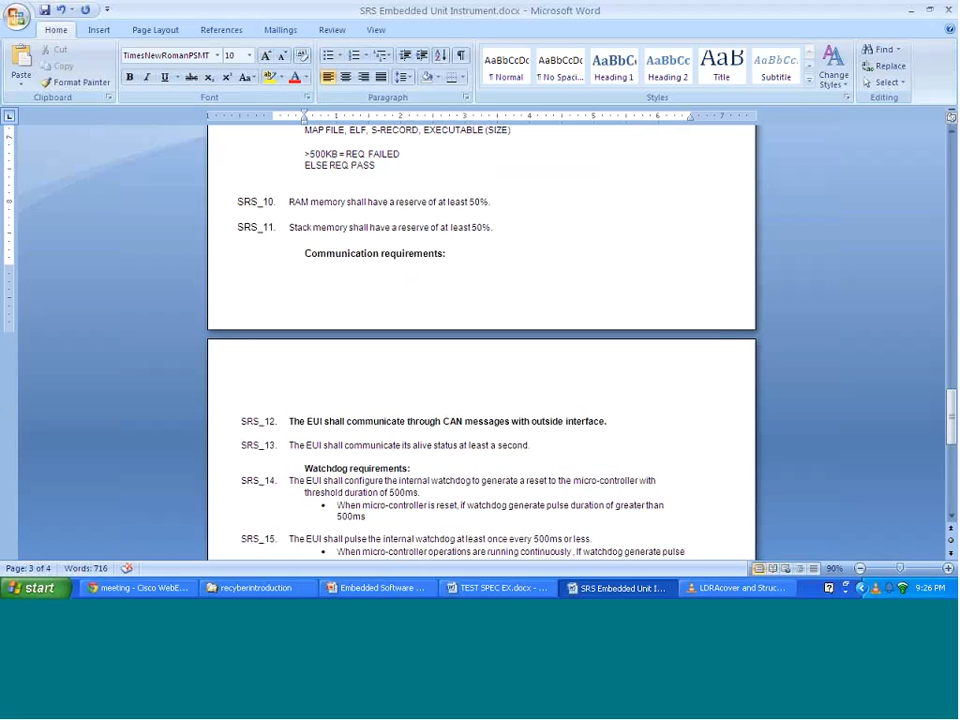 SRS Embedded Unit Instrument.docx - Microsoft Word
Home Insert Page Layout References Mailings Review View
Paste
Cut
Copy
Format Painter
Clipboard
TimesNewRomanPSMT 10
Font
Paragraph
AaBbCcDc AaBbCcDc AaBbC AaBbCc AaB AaBbCc.
¶ Normal ¶ No Spaci... Heading 1 Heading 2 Title Subtitle
Change Styles
Styles
Find
Replace
Select
Editing
MAP FILE, ELF, S-RECORD, EXECUTABLE (SIZE)
>500KB = REQ FAILED
ELSE REQ PASS
SRS_10. RAM memory shall have a reserve of at least 50%.
SRS_11. Stack memory shall have a reserve of at least 50%.
Communication requirements:
SRS_12. The EUI shall communicate through CAN messages with outside interface.
SRS_13. The EUI shall communicate its alive status at least a second.
Watchdog requirements:
SRS_14. The EUI shall configure the internal watchdog to generate a reset to the micro-controller with
threshold duration of 500ms.
• When micro-controller is reset, if watchdog generate pulse duration of greater than
500ms
SRS_15. The EUI shall pulse the internal watchdog at least once every 500ms or less.
• When micro-controller operations are running continuously , If watchdog generate pulse
Page: 3 of 4 Words: 716 90%
start meeting - Cisco WebE... recyberintroduction Embedded Software ... TEST SPEC EX.docx - ... SRS Embedded Unit I... LDRAcover and Struc... 9:26 PM